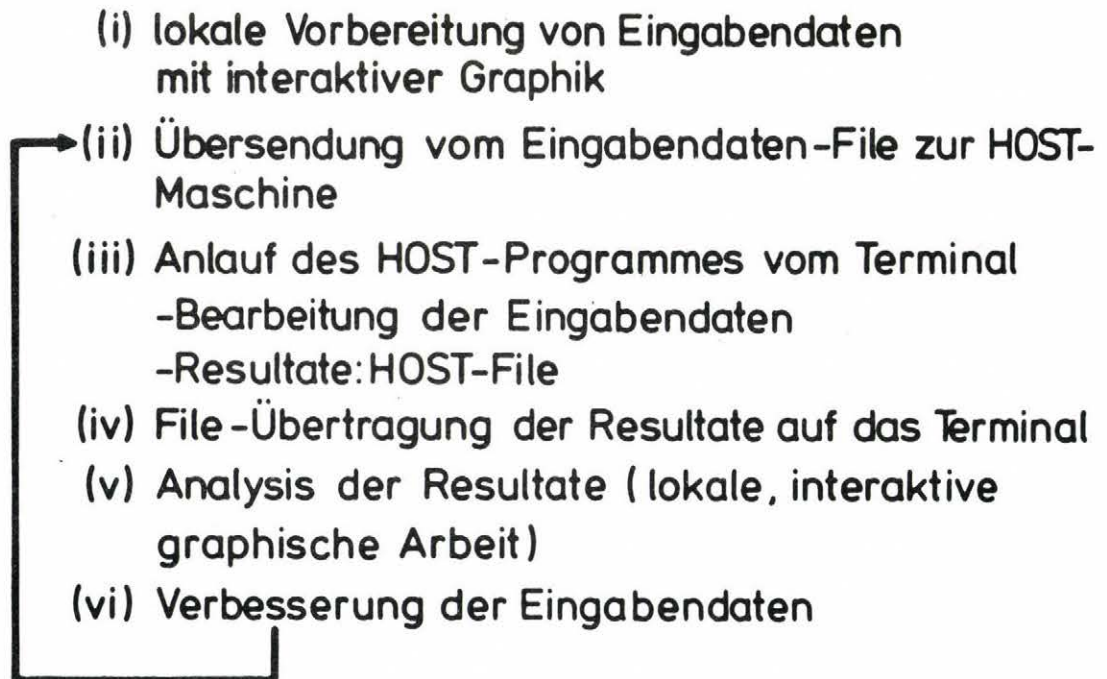 (i) lokale Vorbereitung von Eingabendaten
mit interaktiver Graphik
(ii) Übersendung vom Eingabendaten-File zur HOST-
Maschine
(iii) Anlauf des HOST-Programmes vom Terminal
-Bearbeitung der Eingabendaten
-Resultate:HOST-File
(iv) File-Übertragung der Resultate auf das Terminal
(v) Analysis der Resultate (lokale, interaktive
graphische Arbeit)
(vi) Verbesserung der Eingabendaten